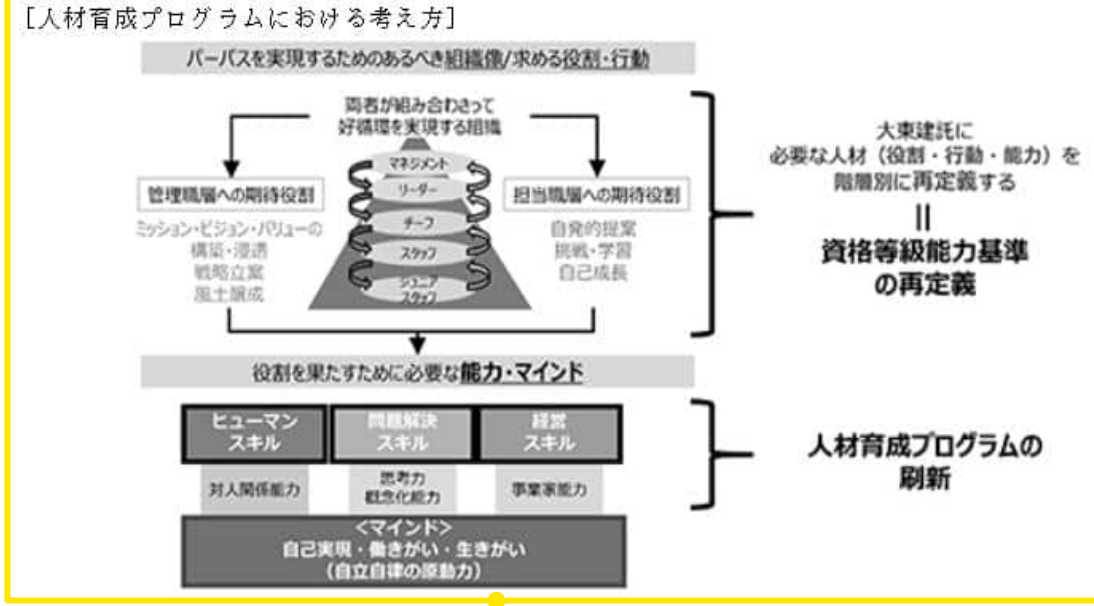 [人材育成プログラムにおける考え方]
パーパスを実現するためのあるべき組織像/求める役割・行動
両者が組み合わさって
好循環を実現する組織
マネジメント
リーダー
チーフ
スタッフ
ジュニア
スタッフ
管理職層への期待役割
ミッション・ビジョン・バリューの
構築・浸透
戦略立案
風土醸成
担当職層への期待役割
自発的提案
挑戦・学習
自己成長
大東建託に
必要な人材（役割・行動・能力）を
階層別に再定義する
=
資格等級能力基準
の再定義
役割を果たすために必要な能力・マインド
ヒューマン
スキル
問題解決
スキル
経営
スキル
対人関係能力
思考力
概念化能力
事業家能力
<マインド>
自己実現・働きがい・生きがい
（自立自律の原動力）
人材育成プログラムの
刷新